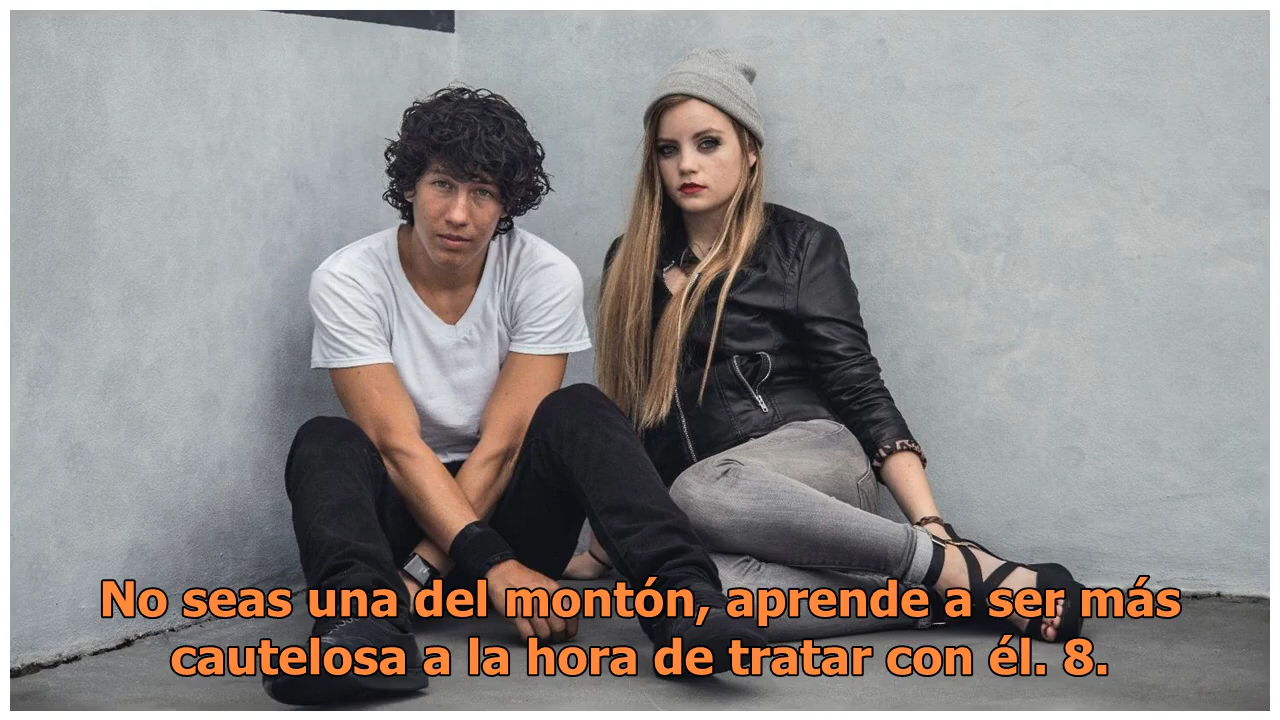 No seas una del montón, aprende a ser más
cautelosa a la hora de tratar con él. 8.